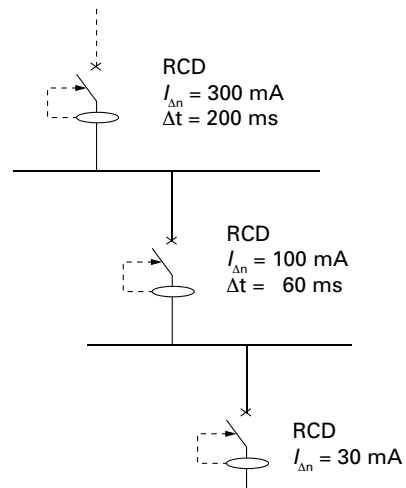 RCD
IΔn = 300 mA
Δt = 200 ms
RCD
IΔn = 100 mA
Δt = 60 ms
RCD
IΔn = 30 mA